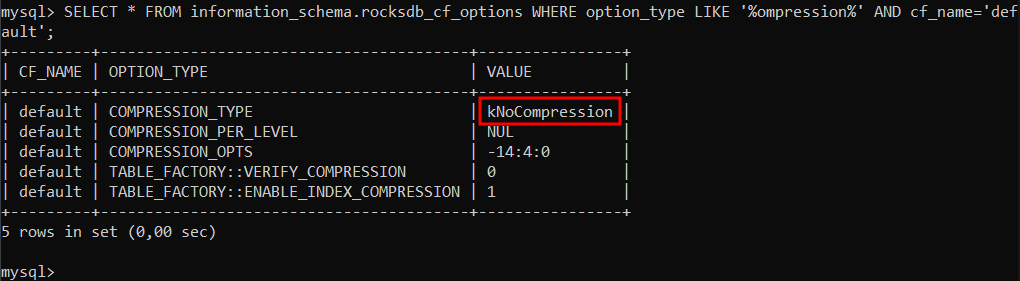 mysql> SELECT * FROM information_schema.rocksdb_cf_options WHERE option_type LIKE '%ompression%' AND cf_name='def
ault';
+---------+---------------------------------------+----------------+
| CF_NAME | OPTION_TYPE                           | VALUE          |
+---------+---------------------------------------+----------------+
| default | COMPRESSION_TYPE                      | kNoCompression |
| default | COMPRESSION_PER_LEVEL                 | NUL            |
| default | COMPRESSION_OPTS                      | -14:4:0        |
| default | TABLE_FACTORY::VERIFY_COMPRESSION     | 0              |
| default | TABLE_FACTORY::ENABLE_INDEX_COMPRESSION | 1              |
+---------+---------------------------------------+----------------+
5 rows in set (0,00 sec)
mysql>